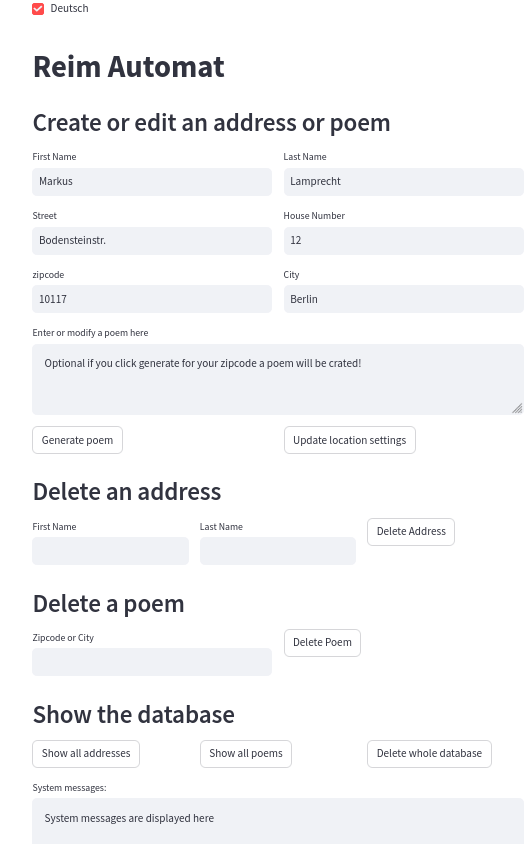 Deutsch
Reim Automat
Create or edit an address or poem
First Name Last Name
Markus Lamprecht
Street House Number
Bodensteinstr. 12
zipcode City
10117 Berlin
Enter or modify a poem here
Optional if you click generate for your zipcode a poem will be crated!
Generate poem Update location settings
Delete an address
First Name Last Name Delete Address
Delete a poem
Zipcode or City Delete Poem
Show the database
Show all addresses Show all poems Delete whole database
System messages:
System messages are displayed here